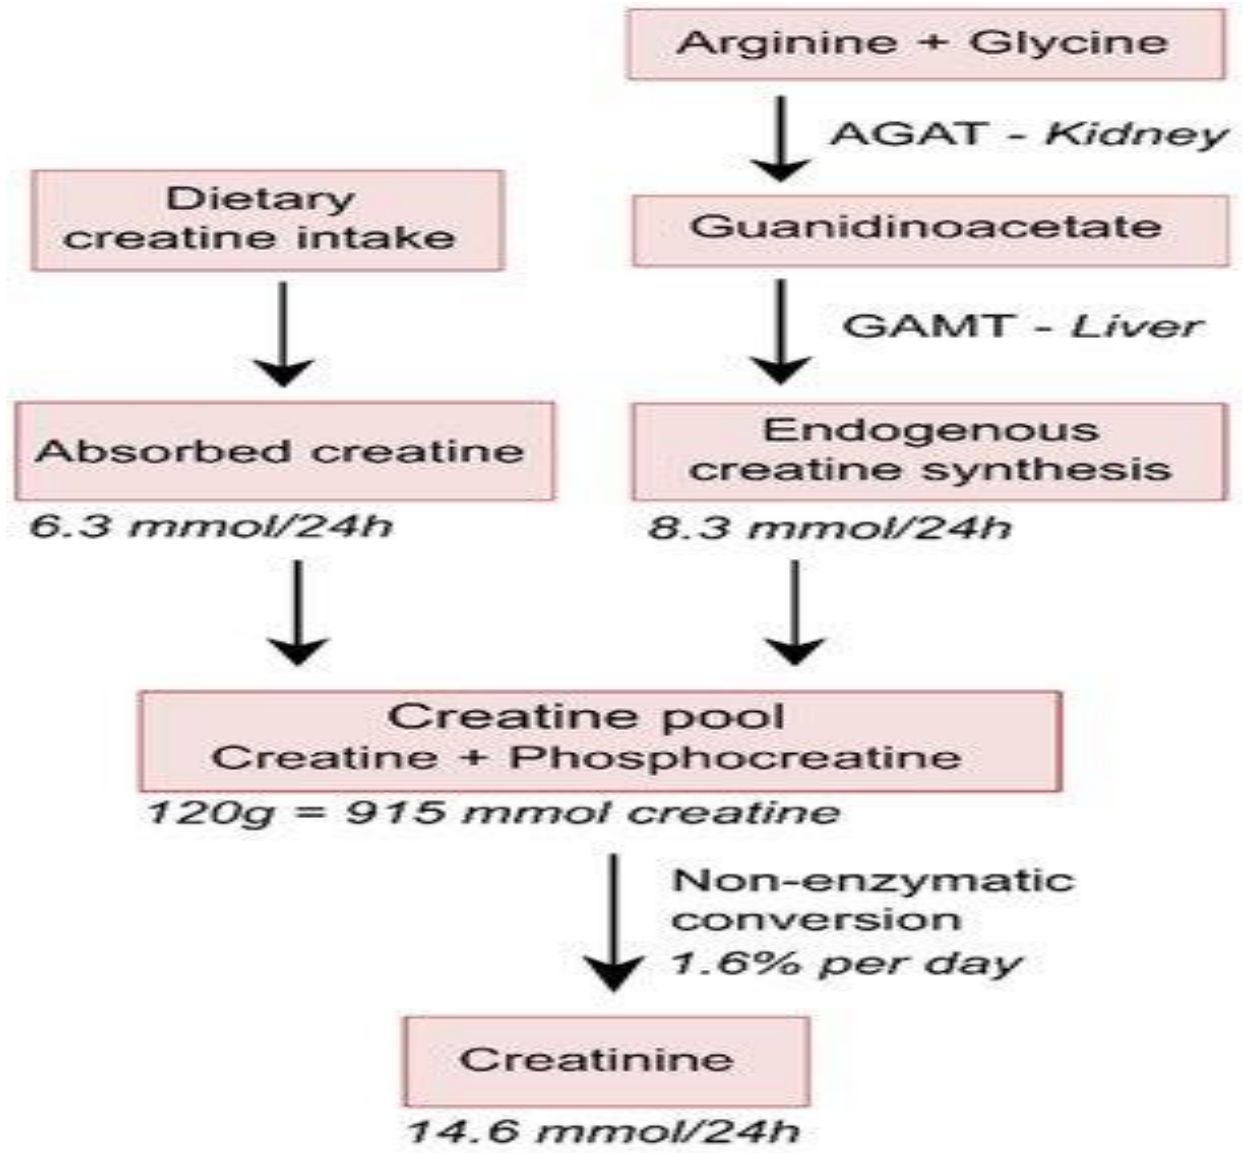 Arginine + Glycine
AGAT - Kidney
Dietary
creatine intake
Guanidinoacetate
GAMT - Liver
Absorbed creatine
6.3 mmol/24h
Endogenous
creatine synthesis
8.3 mmol/24h
Creatine pool
Creatine + Phosphocreatine
120g = 915 mmol creatine
Non-enzymatic
conversion
1.6% per day
Creatinine
14.6 mmol/24h